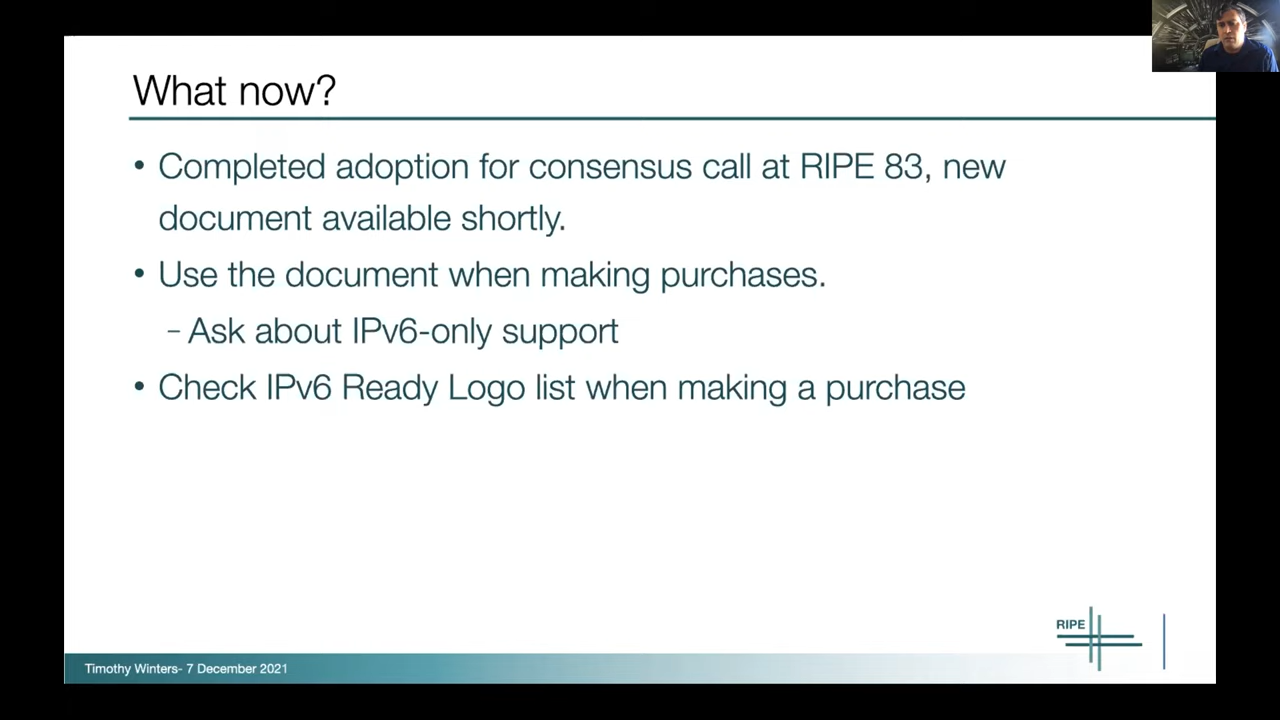 What now?
• Completed adoption for consensus call at RIPE 83, new
document available shortly.
• Use the document when making purchases.
– Ask about IPv6-only support
• Check IPv6 Ready Logo list when making a purchase
RIPE
Timothy Winters- 7 December 2021